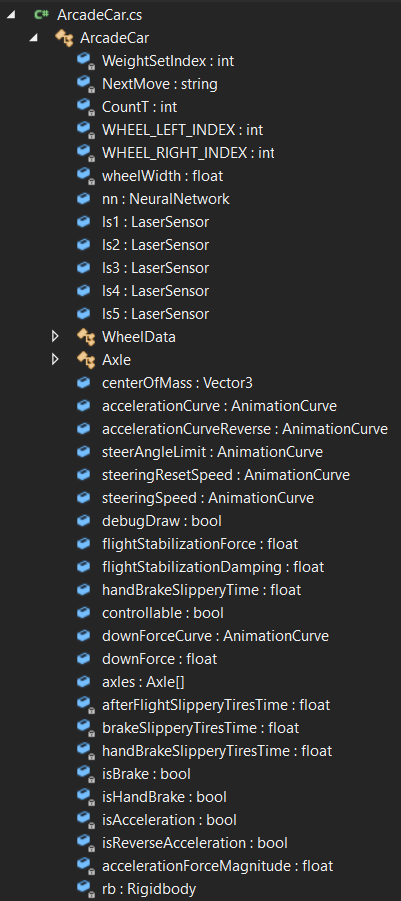 C# ArcadeCar.cs
ArcadeCar
WeightSetIndex : int
NextMove : string
CountT : int
WHEEL_LEFT_INDEX : int
WHEEL_RIGHT_INDEX : int
wheelWidth : float
nn : NeuralNetwork
ls1 : LaserSensor
ls2 : LaserSensor
ls3 : LaserSensor
ls4 : LaserSensor
ls5 : LaserSensor
WheelData
Axle
centerOfMass : Vector3
accelerationCurve : AnimationCurve
accelerationCurveReverse : AnimationCurve
steerAngleLimit : AnimationCurve
steeringResetSpeed : AnimationCurve
steeringSpeed : AnimationCurve
debugDraw : bool
flightStabilizationForce : float
flightStabilizationDamping : float
handBrakeSlipperyTime : float
controllable : bool
downForceCurve : AnimationCurve
downForce : float
axles : Axle[]
afterFlightSlipperyTiresTime : float
brakeSlipperyTiresTime : float
handBrakeSlipperyTiresTime : float
isBrake : bool
isHandBrake : bool
isAcceleration : bool
isReverseAcceleration : bool
accelerationForceMagnitude : float
rb : Rigidbody